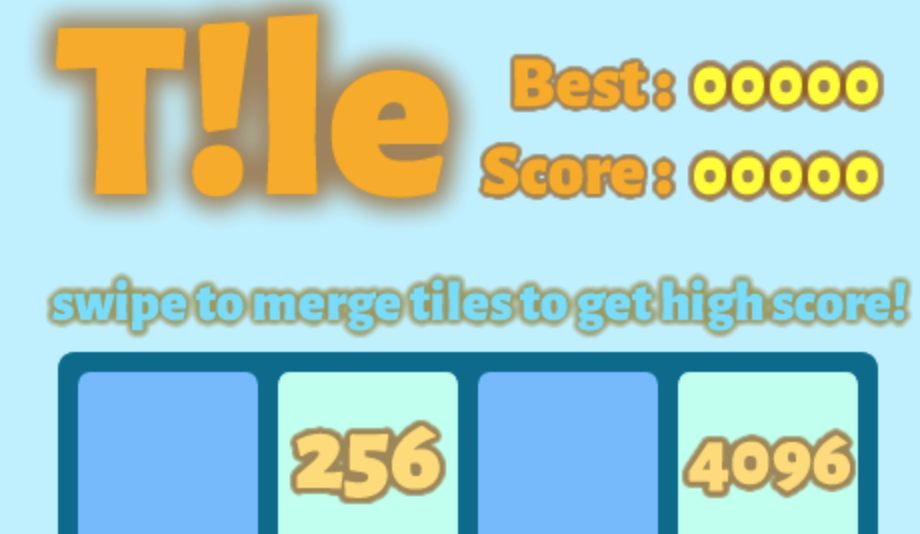 T!le
Best: 00000
Score: 00000
swipe to merge tiles to get high score!
256 4096